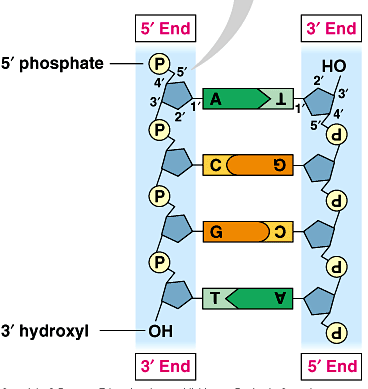 5′ End 3′ End
5′ phosphate P HO
5′ 4′ 3′ 2′ 1′ A T 1′ 2′ 3′ 4′ 5′
P P
C G
P P
G C
P P
T A
3′ hydroxyl OH P
3′ End 5′ End